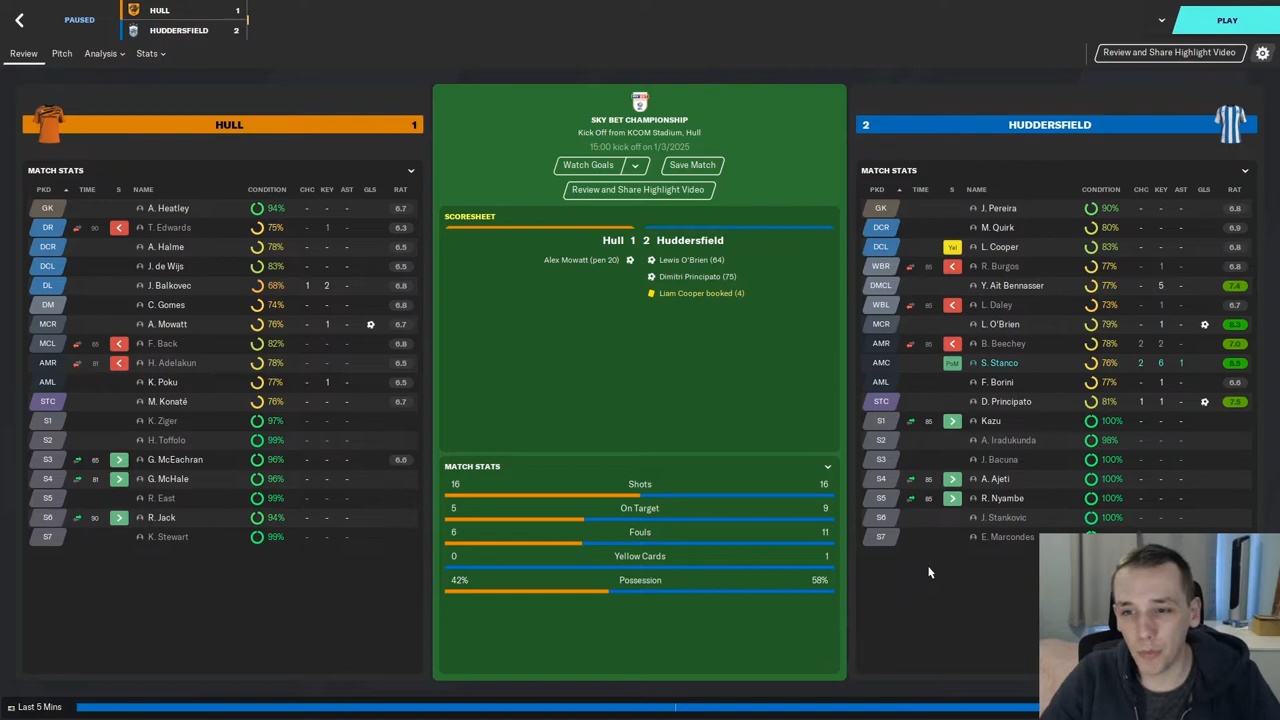 PAUSED
HULL 1
HUDDERSFIELD 2
PLAY
Review Pitch Analysis Stats
Review and Share Highlight Video
HULL 1
MATCH STATS
PKD TIME S NAME CONDITION CHC KEY AST GLS RAT
GK A. Heatley 94% - - - 6.7
DR 90 T. Edwards 75% - 1 - 6.3
DCR A. Halme 78% - - - 6.5
DCL J. de Wijs 83% - - - 6.5
DL J. Balkovec 68% 1 2 - 6.8
DM C. Gomes 74% - - - 6.8
MCR A. Mowatt 76% - 1 - 6.7
MCL 65 F. Back 82% - - - 6.8
AMR 81 H. Adelakun 78% - - - 6.5
AML K. Poku 77% - 1 - 6.5
STC M. Konaté 76% - - - 6.7
S1 K. Ziger 97% - - -
S2 H. Toffolo 99% - - -
S3 65 G. McEachran 96% - - - 6.6
S4 81 G. McHale 96% - - -
S5 R. East 99% - - -
S6 90 R. Jack 94% - - -
S7 K. Stewart 99% - - -
SKY BET CHAMPIONSHIP
Kick Off from KCOM Stadium, Hull
15:00 kick off on 1/3/2025
Watch Goals Save Match
Review and Share Highlight Video
SCORESHEET
Hull 1 2 Huddersfield
Alex Mowatt (pen 20) Lewis O'Brien (64)
Dimitri Principato (75)
Liam Cooper booked (4)
MATCH STATS
16 Shots 16
5 On Target 9
6 Fouls 11
0 Yellow Cards 1
42% Possession 58%
2 HUDDERSFIELD
MATCH STATS
PKD TIME S NAME CONDITION CHC KEY AST GLS RAT
GK J. Pereira 90% - - - 6.8
DCR M. Quirk 80% - - - 6.9
DCL Yel L. Cooper 83% - - - 6.8
WBR 85 R. Burgos 77% - 1 - 6.8
DMCL Y. Ait Bennasser 77% - 5 - 7.4
WBL 85 L. Daley 73% - 1 - 6.7
MCR L. O'Brien 79% - 1 - 8.3
AMR 85 B. Beechey 78% 2 2 - 7.0
AMC PoM S. Stanco 76% 2 6 1 8.5
AML F. Borini 77% - 1 - 6.6
STC D. Principato 81% 1 1 - 7.5
S1 85 Kazu 100% - - -
S2 A. Iradukunda 98% - - -
S3 J. Bacuna 100% - - -
S4 85 A. Ajeti 100% - - -
S5 85 R. Nyambe 100% - - -
S6 J. Stankovic 100% - - -
S7 E. Marcondes
Last 5 Mins